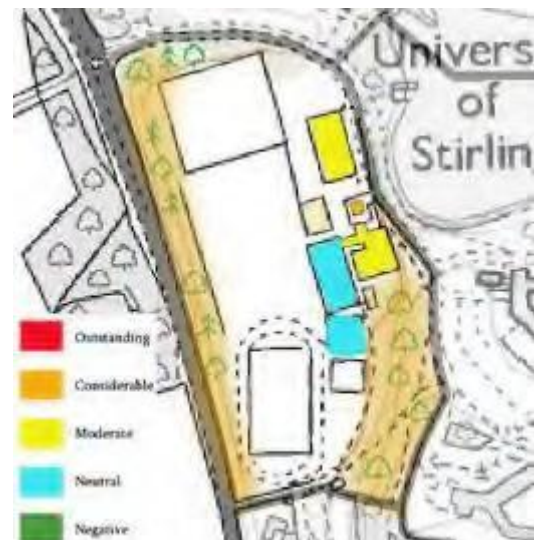 Univers
of
Stirlin
Outstanding
Considerable
Moderate
Neutral
Negative